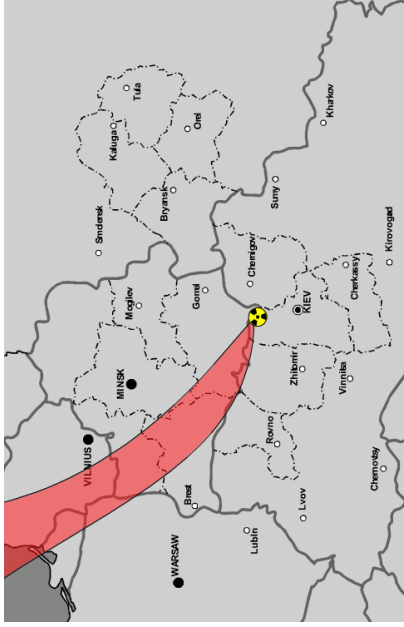 VILNIUS
Smolensk
Kaluga
MINSK
Mogilev
Tula
Bryansk
WARSAW
Brest
Gomel
Orel
Chernigov
Lublin
Rovno
Sumy
Zhitomir
Lvov
KIEV
Kharkov
Vinnitsa
Cherkassy
Chernovtsy
Kirovograd